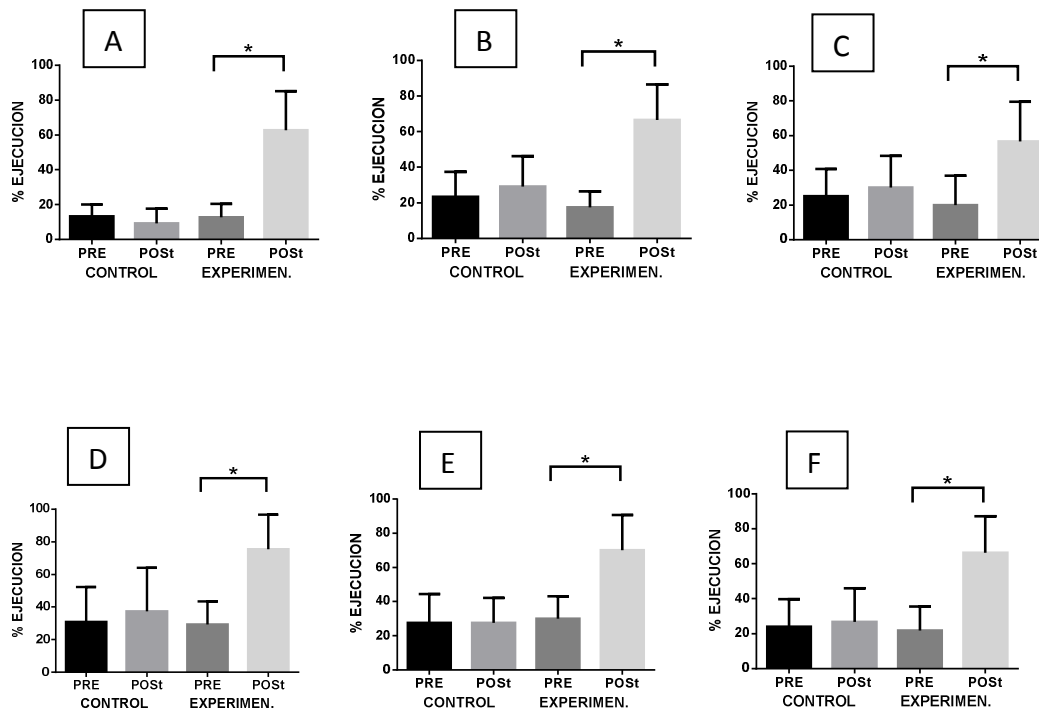 A
*
% EJECUCION
100
80
60
40
20
0
PRE POSt PRE POSt
CONTROL EXPERIMEN.
B
*
% EJECUCION
100
80
60
40
20
0
PRE POSt PRE POSt
CONTROL EXPERIMEN.
C
*
% EJECUCION
100
80
60
40
20
0
PRE POSt PRE POSt
CONTROL EXPERIMEN.
D
*
% EJECUCION
100
80
60
40
20
0
PRE POSt PRE POSt
CONTROL EXPERIMEN.
E
*
% EJECUCION
100
80
60
40
20
0
PRE POSt PRE POSt
CONTROL EXPERIMEN.
F
*
% EJECUCION
100
80
60
40
20
0
PRE POSt PRE POSt
CONTROL EXPERIMEN.